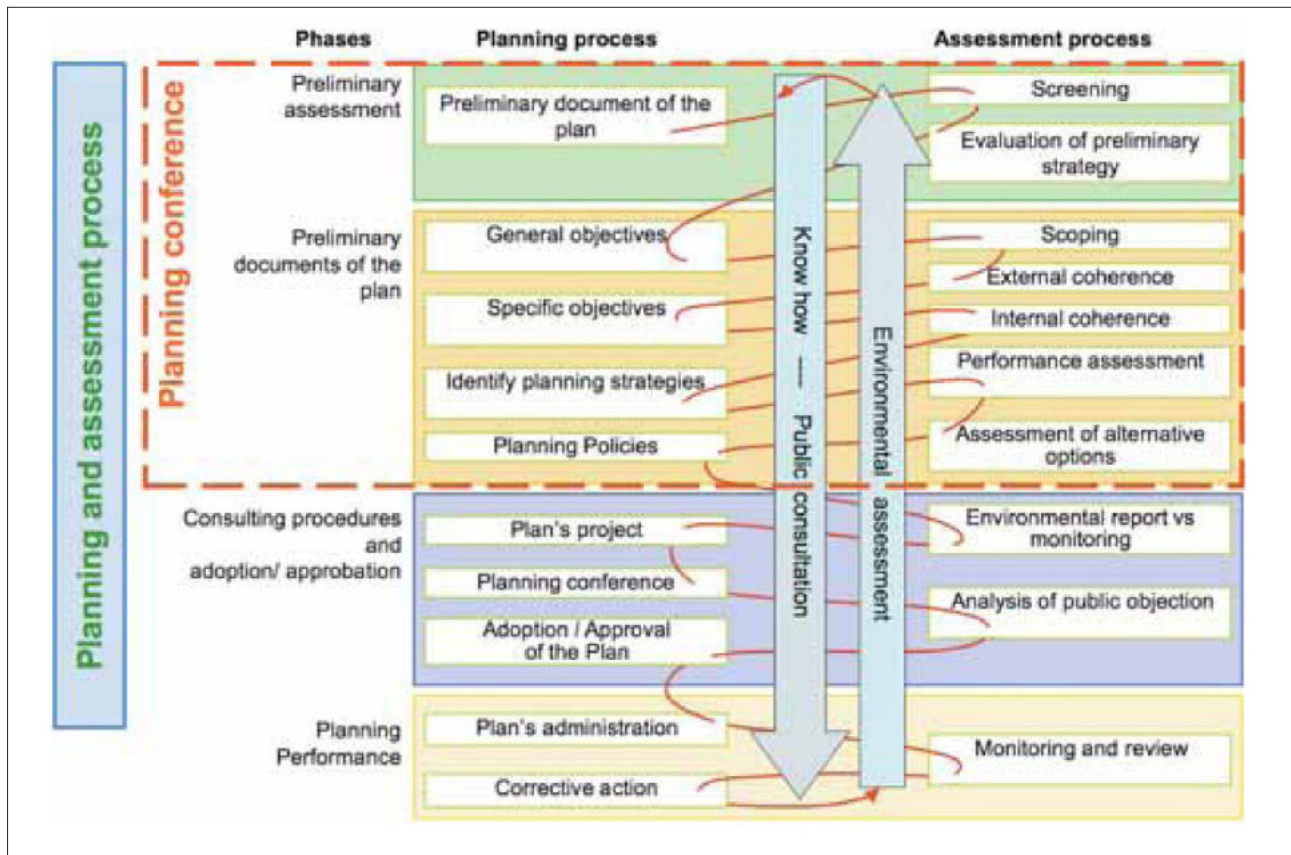 Phases
Planning process
Assessment process
Planning and assessment process
Planning conference
Preliminary
assessment
Preliminary document of the
plan
Screening
Evaluation of preliminary
strategy
Preliminary
documents of the
plan
General objectives
Specific objectives
Identify planning strategies
Planning Policies
Scoping
External coherence
Internal coherence
Performance assessment
Assessment of alternative
options
Know how ---- Public consultation
Environmental assessment
Consulting procedures
and
adoption/ approbation
Plan's project
Planning conference
Adoption / Approval
of the Plan
Environmental report vs
monitoring
Analysis of public objection
Planning
Performance
Plan's administration
Corrective action
Monitoring and review